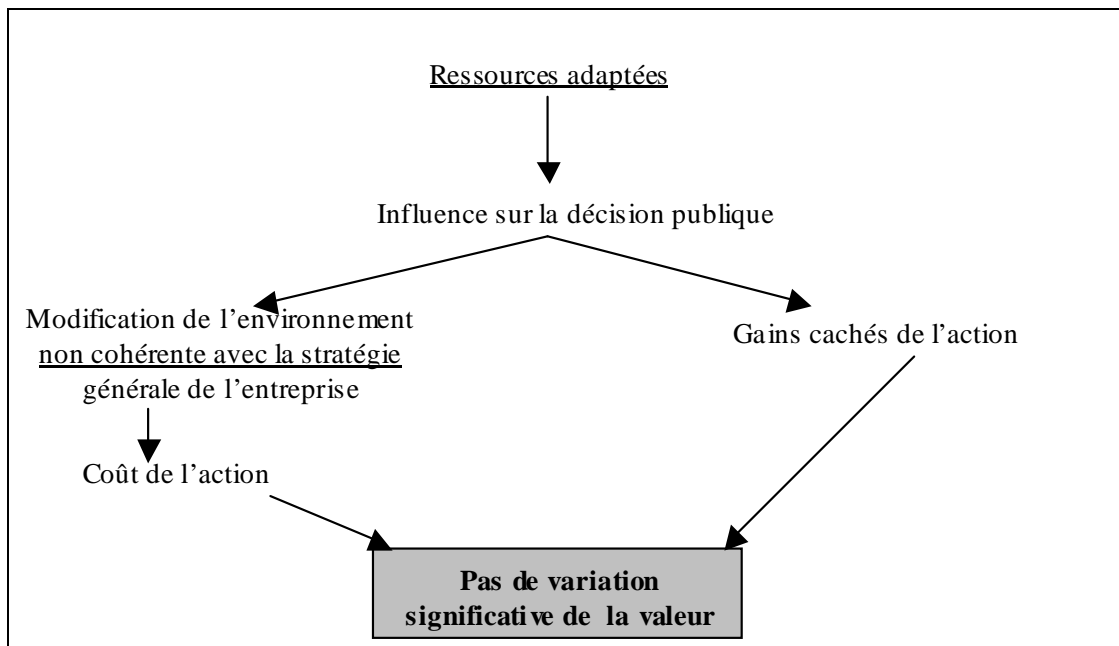 Ressources adaptées
Influence sur la décision publique
Modification de l’environnement
non cohérente avec la stratégie
générale de l’entreprise
Gains cachés de l’action
Coût de l’action
Pas de variation
significative de la valeur